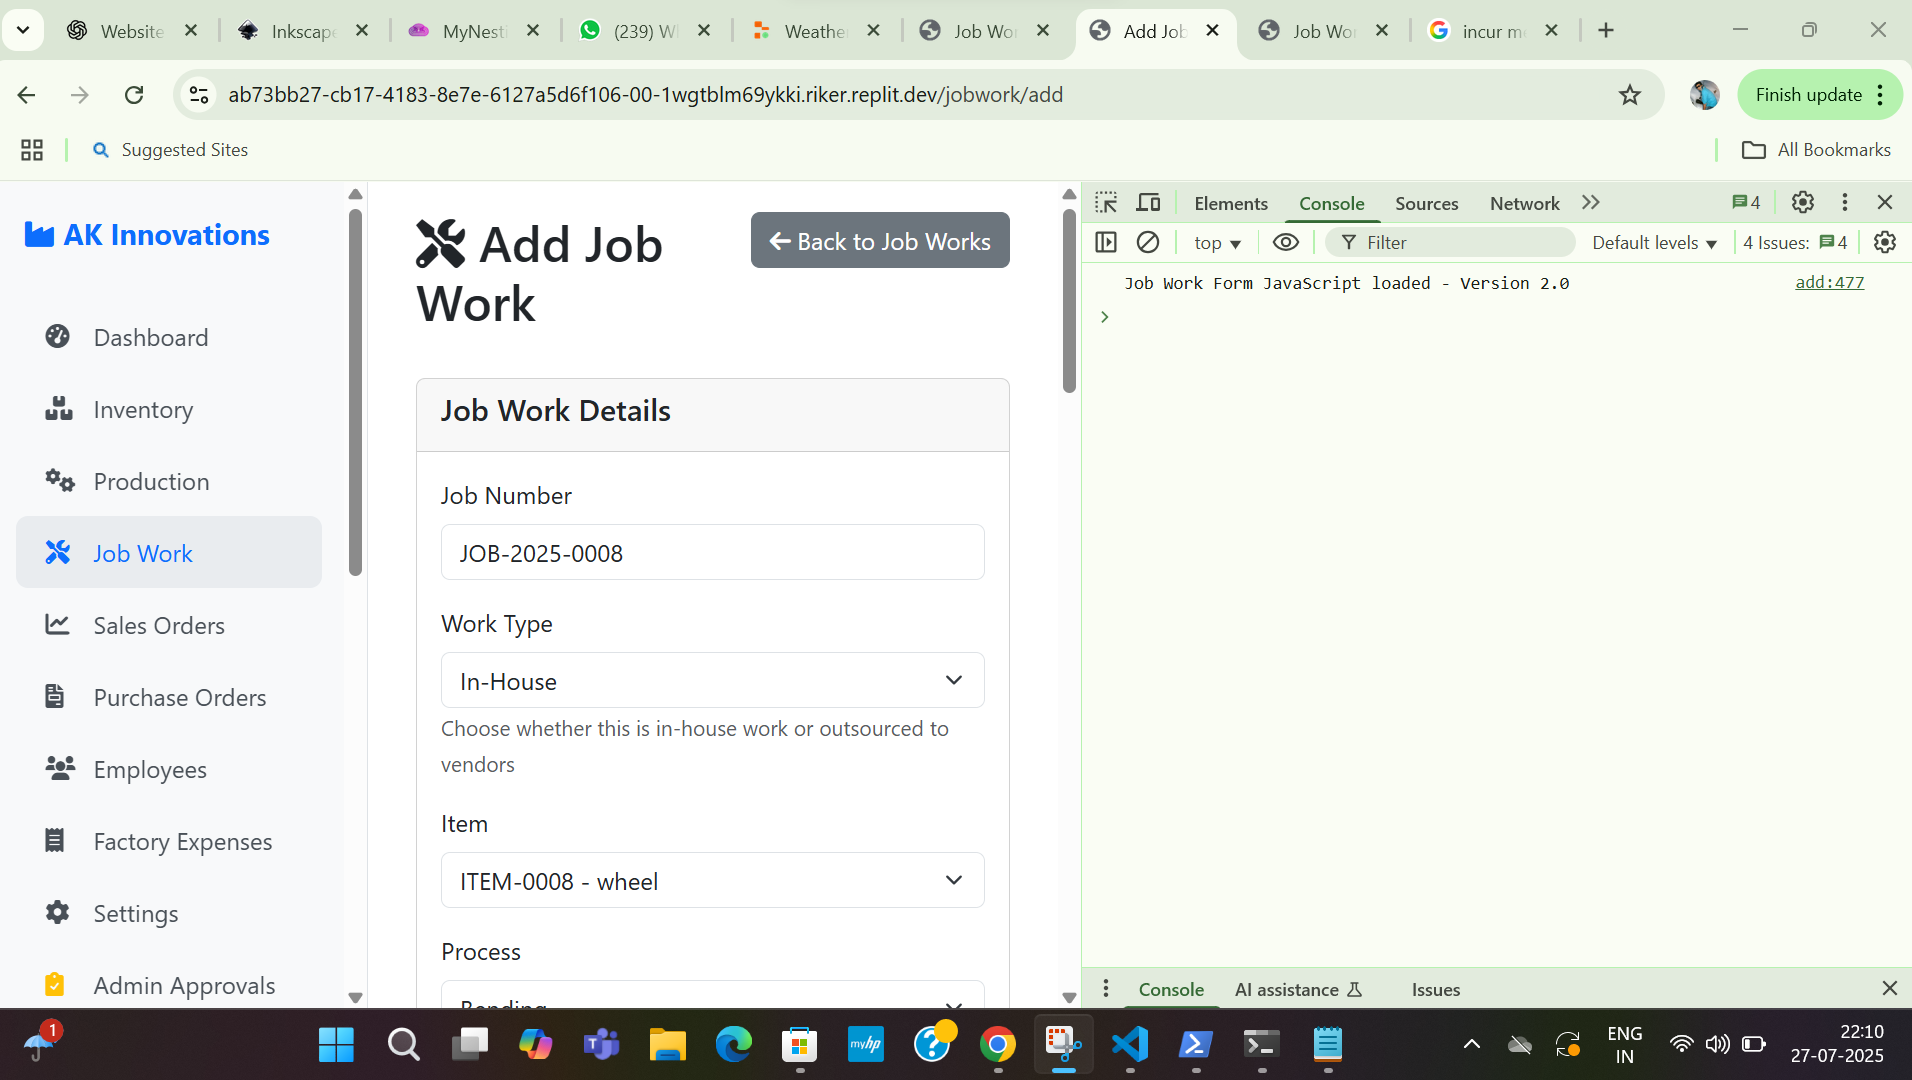 Website
Inkscape
MyNesti
(239) W
Weather
Job Wor
Add Job
Job Wor
incur me
ab73bb27-cb17-4183-8e7e-6127a5d6f106-00-1wgtblm69ykki.riker.replit.dev/jobwork/add
Finish update
Suggested Sites
All Bookmarks
AK Innovations
Dashboard
Inventory
Production
Job Work
Sales Orders
Purchase Orders
Employees
Factory Expenses
Settings
Admin Approvals
Add Job
Work
Back to Job Works
Job Work Details
Job Number
JOB-2025-0008
Work Type
In-House
Choose whether this is in-house work or outsourced to
vendors
Item
ITEM-0008 - wheel
Process
Bending
Elements
Console
Sources
Network
4
top
Filter
Default levels
4 Issues:
4
Job Work Form JavaScript loaded - Version 2.0
add:477
Console
AI assistance
Issues
1
myhp
ENG
IN
22:10
27-07-2025